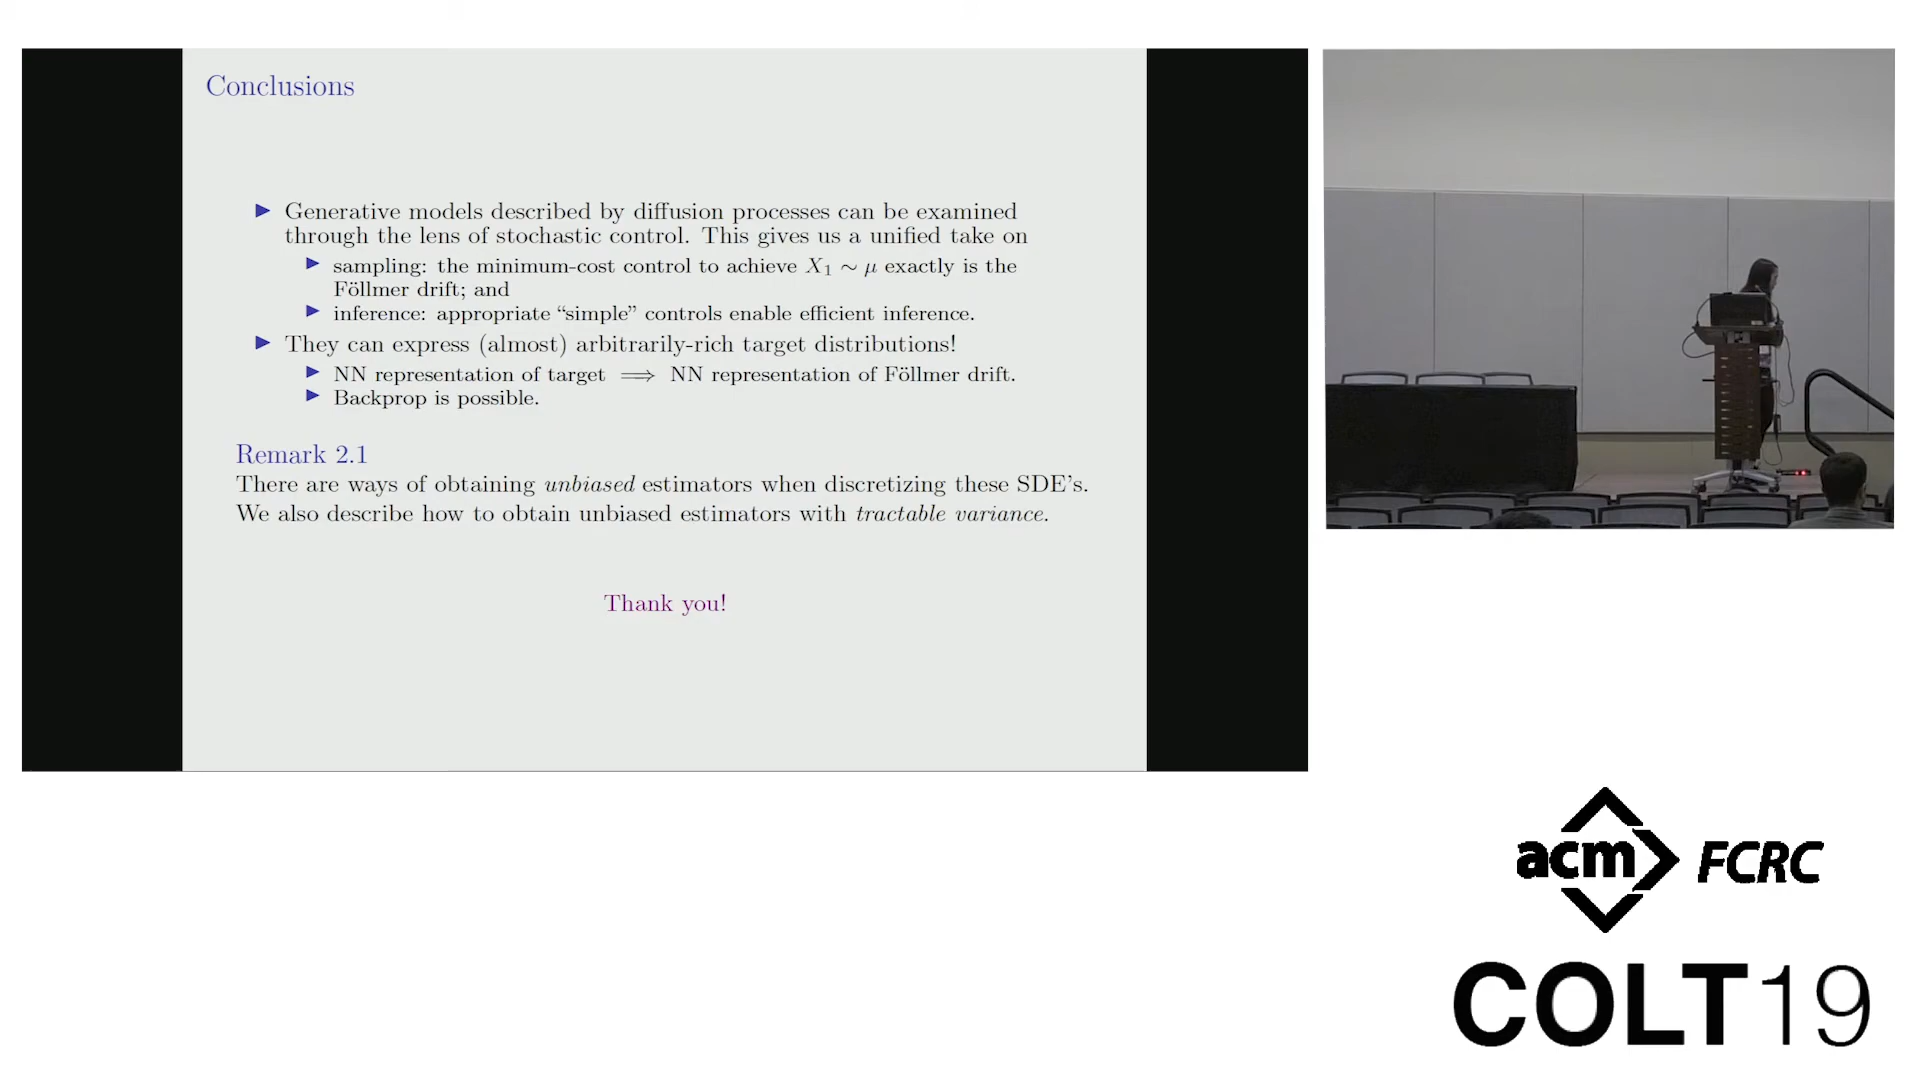 Conclusions
▶ Generative models described by diffusion processes can be examined
through the lens of stochastic control. This gives us a unified take on
▶ sampling: the minimum-cost control to achieve X₁ ∼ μ exactly is the
Föllmer drift; and
▶ inference: appropriate “simple” controls enable efficient inference.
▶ They can express (almost) arbitrarily-rich target distributions!
▶ NN representation of target ⟹ NN representation of Föllmer drift.
▶ Backprop is possible.
Remark 2.1
There are ways of obtaining unbiased estimators when discretizing these SDE's.
We also describe how to obtain unbiased estimators with tractable variance.
Thank you!
acm FCRC
COLT19